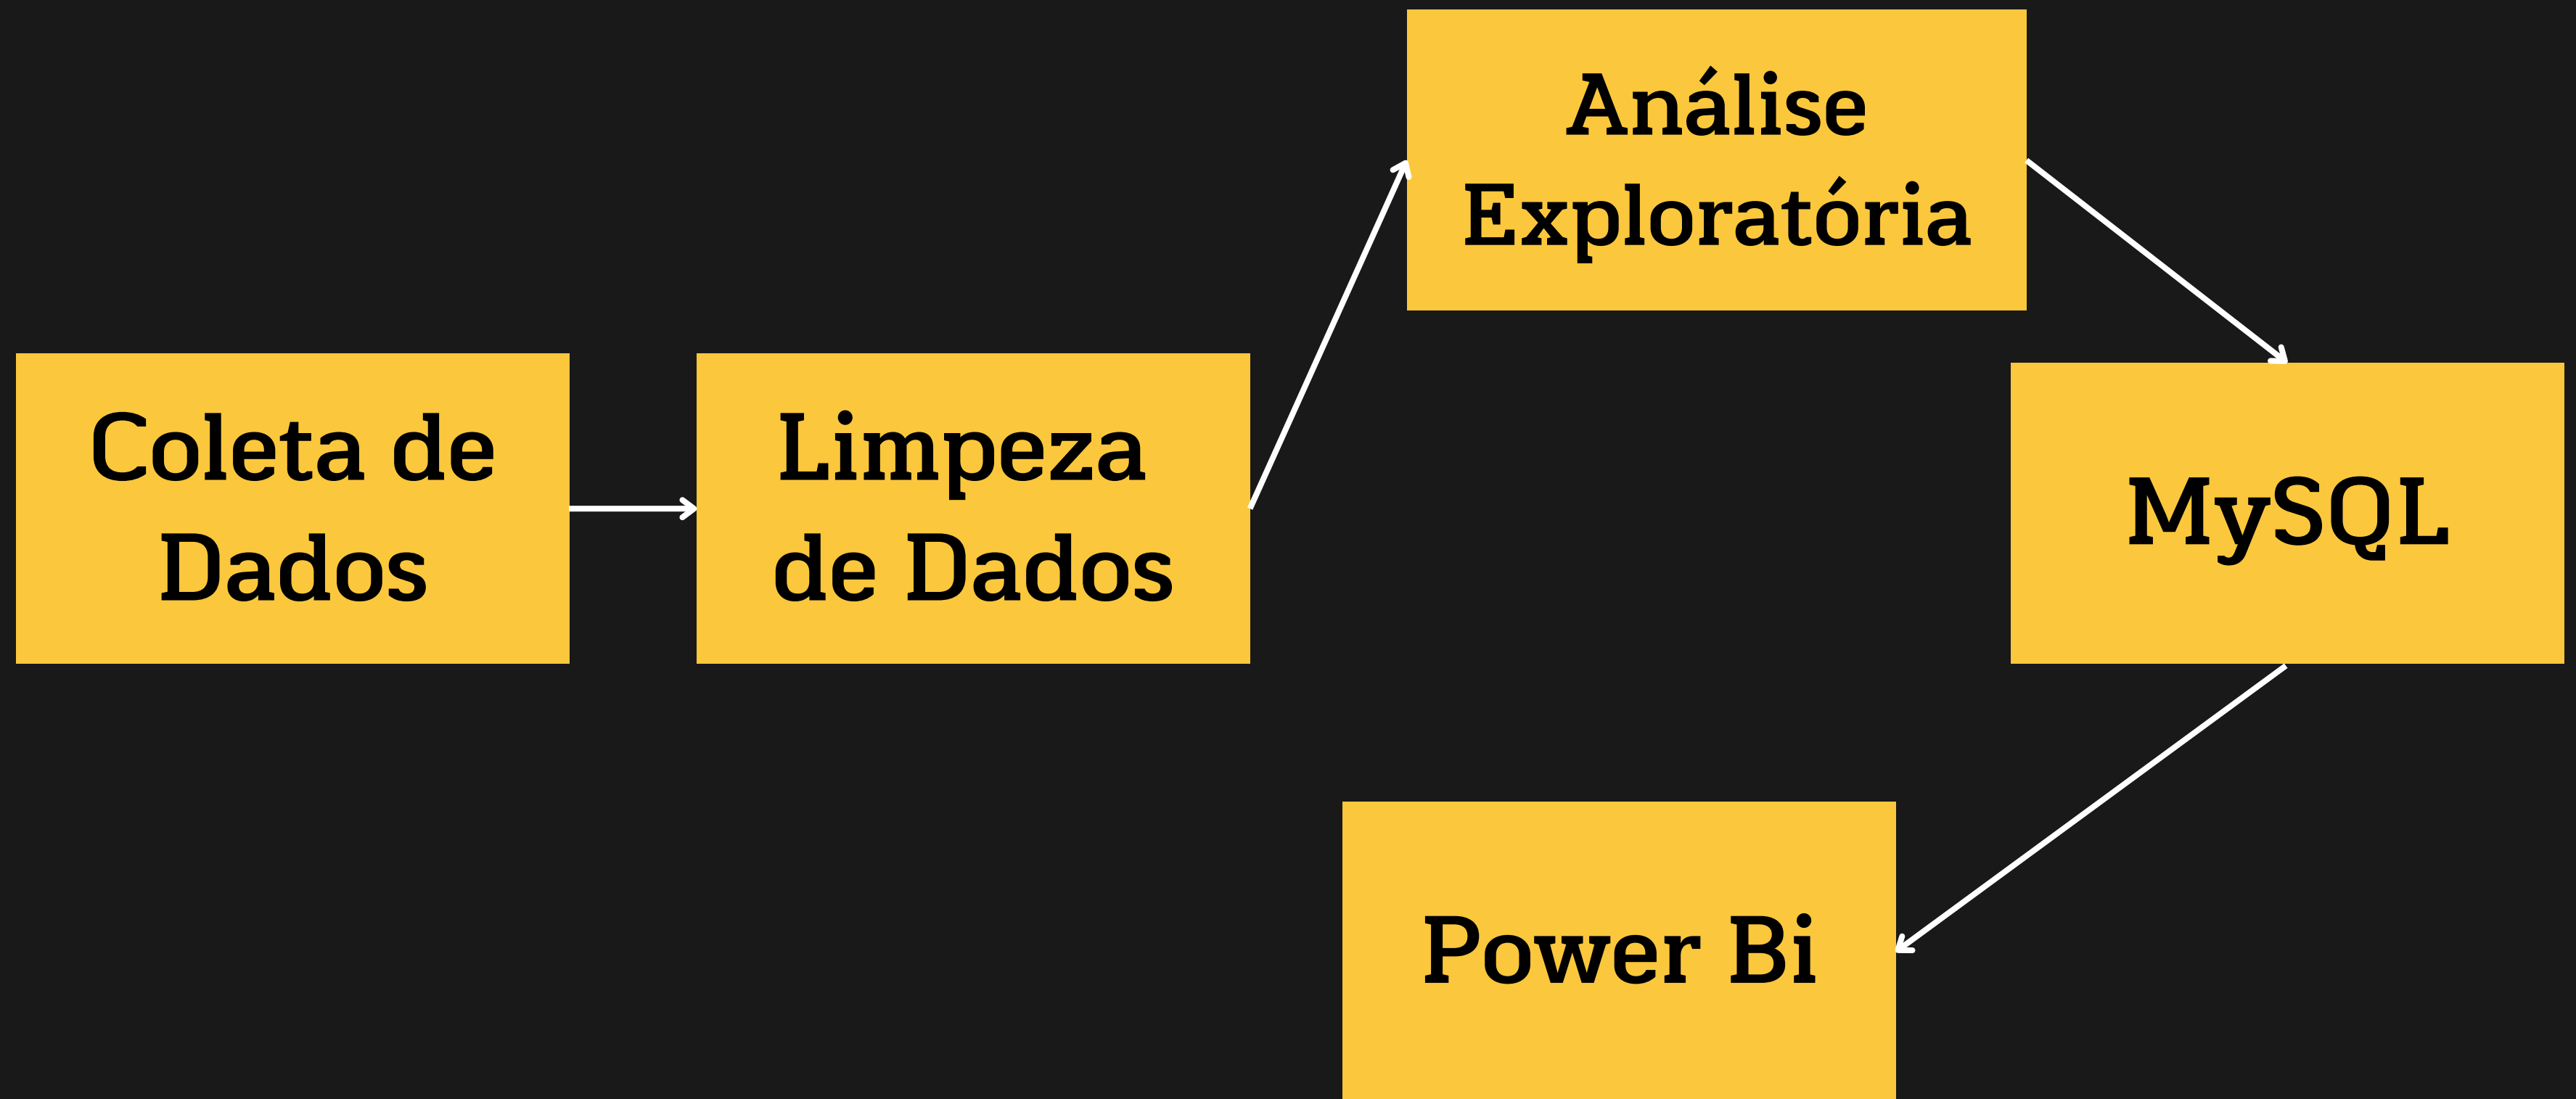 Coleta de
Dados
Limpeza
de Dados
Análise
Exploratória
MySQL
Power Bi